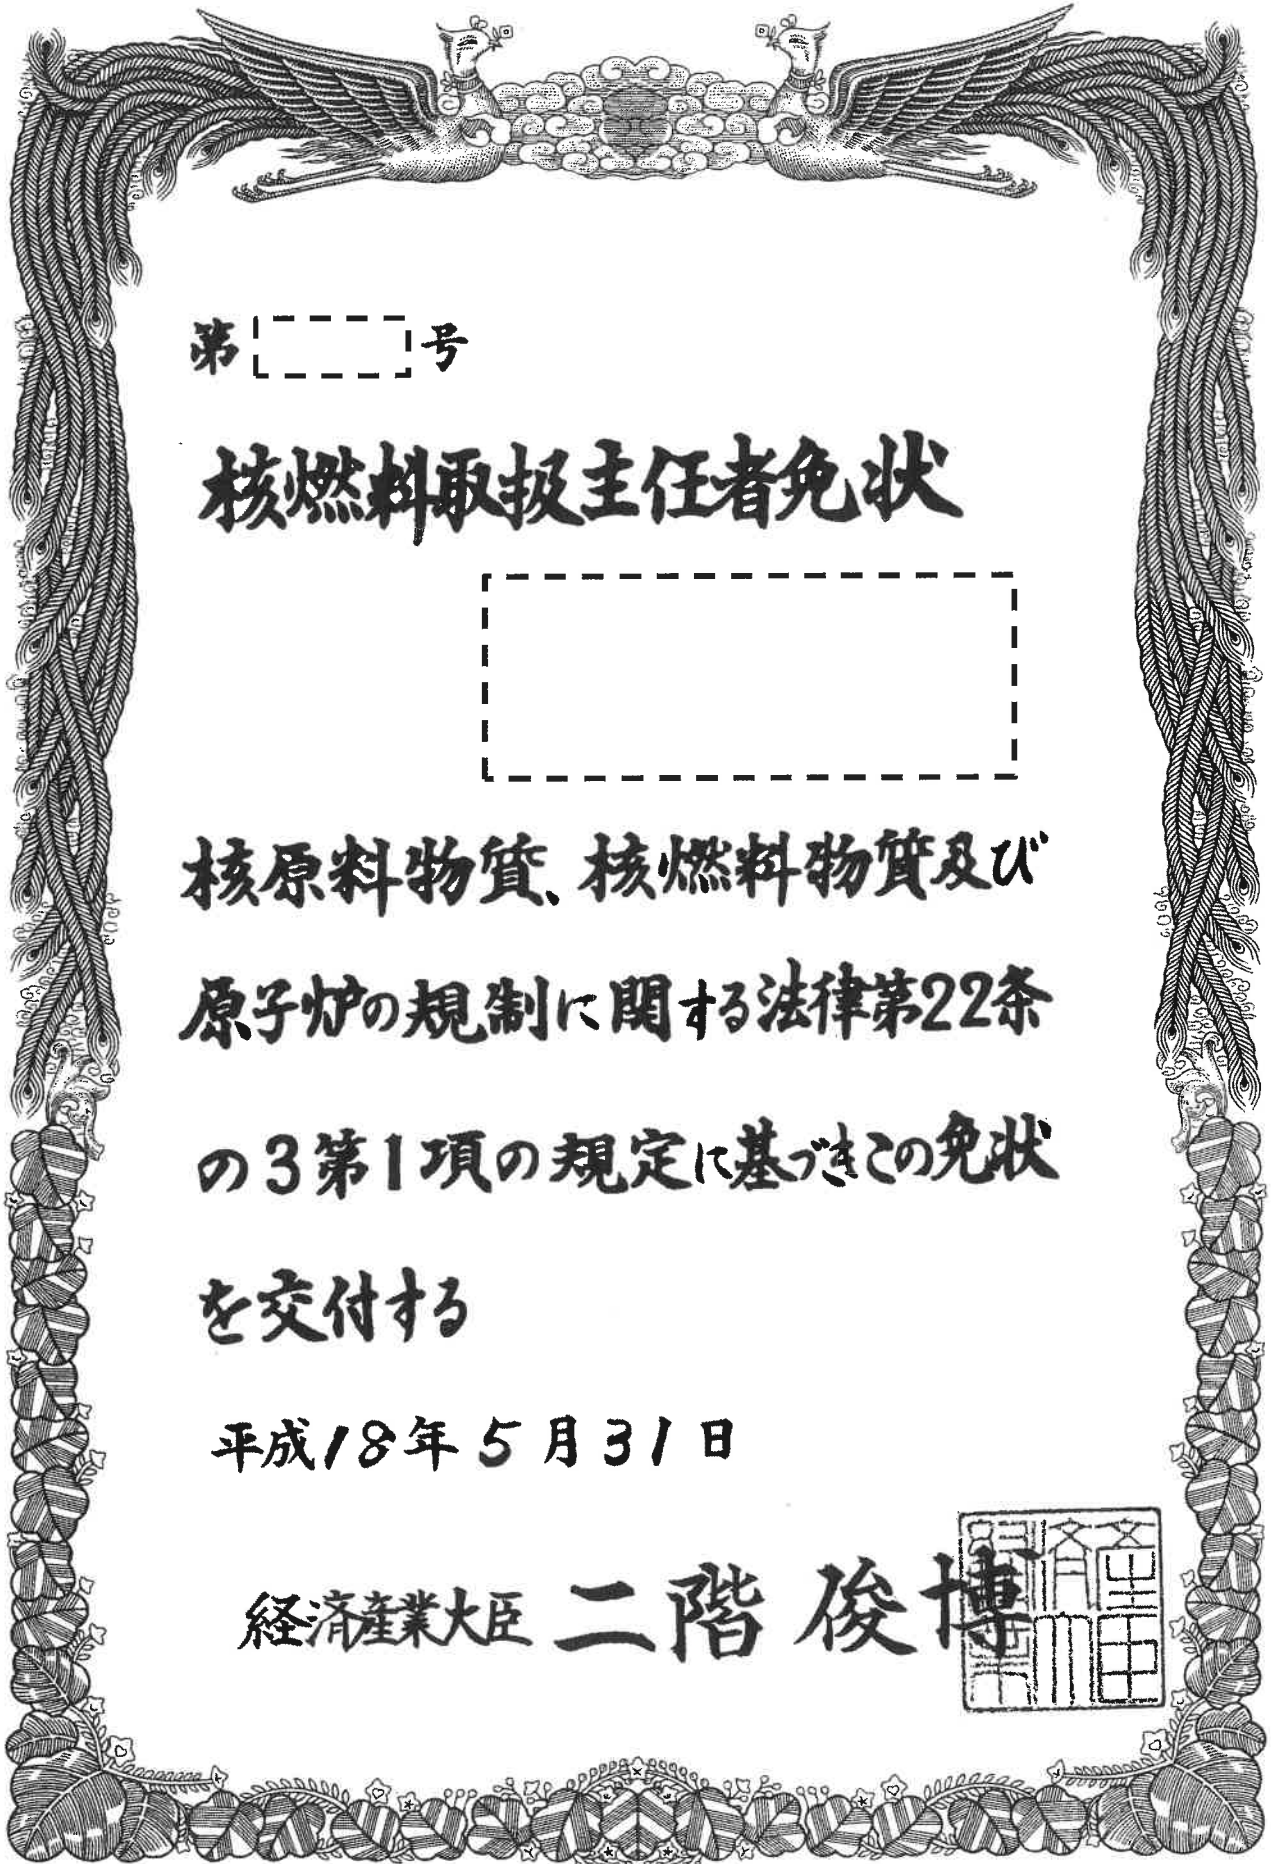 第 号
核燃料取扱主任者免状
核原料物質、核燃料物質及び
原子炉の規制に関する法律第22条
の3第1項の規定に基づきこの免状
を交付する
平成18年5月31日
経済産業大臣 二階 俊博